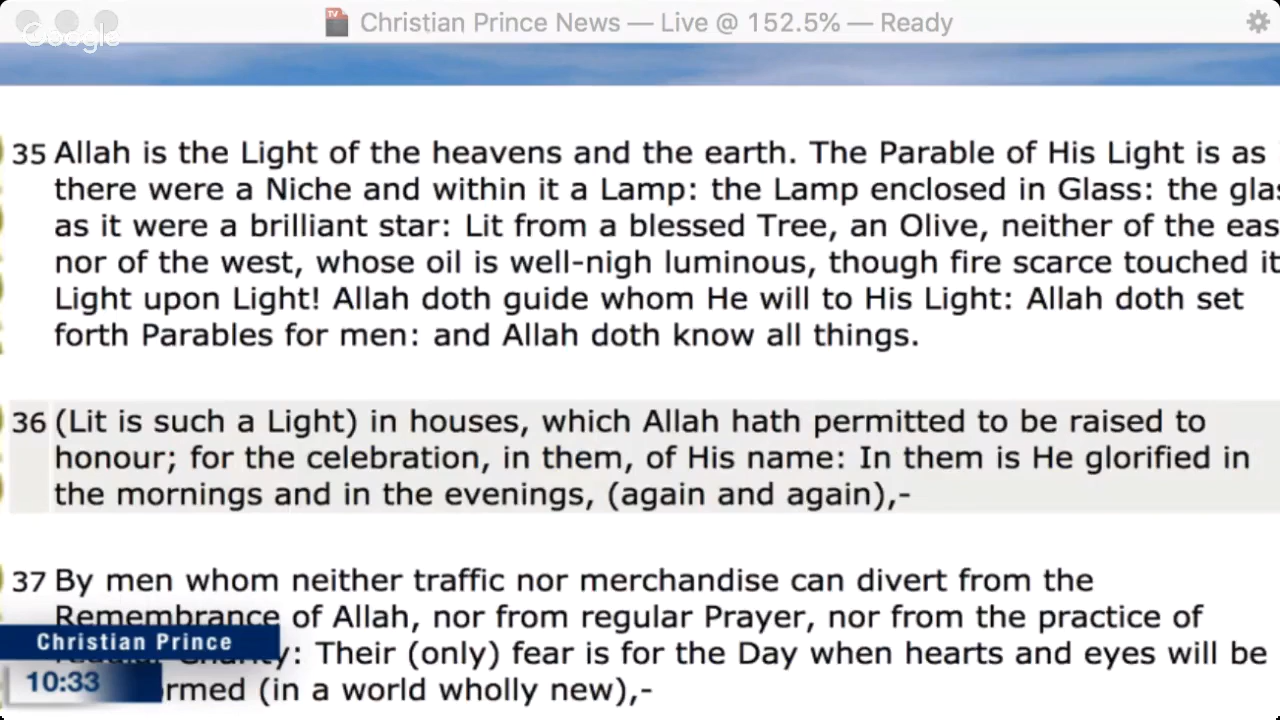 Christian Prince News — Live @ 152.5% — Ready
Google
35 Allah is the Light of the heavens and the earth. The Parable of His Light is as
there were a Niche and within it a Lamp: the Lamp enclosed in Glass: the
as it were a brilliant star: Lit from a blessed Tree, an Olive, neither of the
nor of the west, whose oil is well-nigh luminous, though fire scarce touched
Light upon Light! Allah doth guide whom He will to His Light: Allah doth set
forth Parables for men: and Allah doth know all things.
36 (Lit is such a Light) in houses, which Allah hath permitted to be raised to
honour; for the celebration, in them, of His name: In them is He glorified in
the mornings and in the evenings, (again and again),-
37 By men whom neither traffic nor merchandise can divert from the
Remembrance of Allah, nor from regular Prayer, nor from the practice of
Their (only) fear is for the Day when hearts and eyes will be
(in a world wholly new),-
Christian Prince
10:33